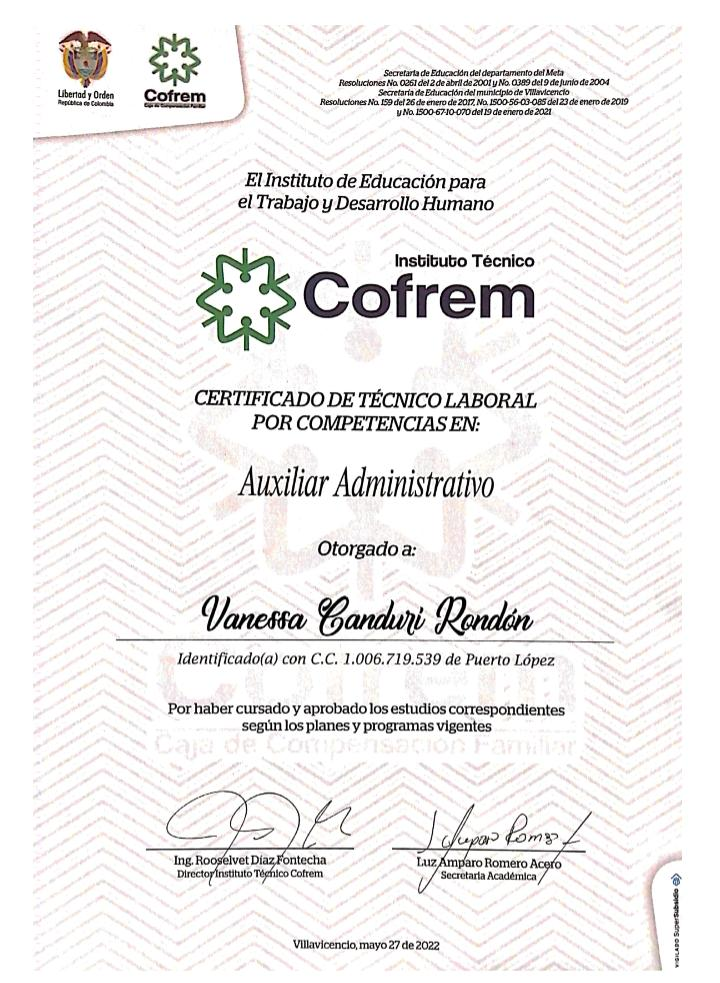 Libertad y Orden
República de Colombia
Cofrem
Caja de Compensación Familiar
Secretaría de Educación del departamento del Meta
Resoluciones No. 0261 del 2 de abril de 2001 y No. 0389 del 9 de junio de 2004
Secretaría de Educación del municipio de Villavicencio
Resoluciones No. 159 del 26 de enero de 2017, No. 1500-56-03-085 del 23 de enero de 2019
y No. 1500-67-10-070 del 19 de enero de 2021
El Instituto de Educación para
el Trabajo y Desarrollo Humano
Instituto Técnico
Cofrem
CERTIFICADO DE TÉCNICO LABORAL
POR COMPETENCIAS EN:
Auxiliar Administrativo
Otorgado a:
Vanessa Canduri Rondón
Identificado(a) con C.C. 1.006.719.539 de Puerto López
Cofrem
Por haber cursado y aprobado los estudios correspondientes
según los planes y programas vigentes
Caja de Compensación Familiar
Amparo Romero
Ing. Rooselvet Díaz Fontecha
Director Instituto Técnico Cofrem
Luz Amparo Romero Acero
Secretaria Académica
Villavicencio, mayo 27 de 2022
VIGILADO SuperSubsidio